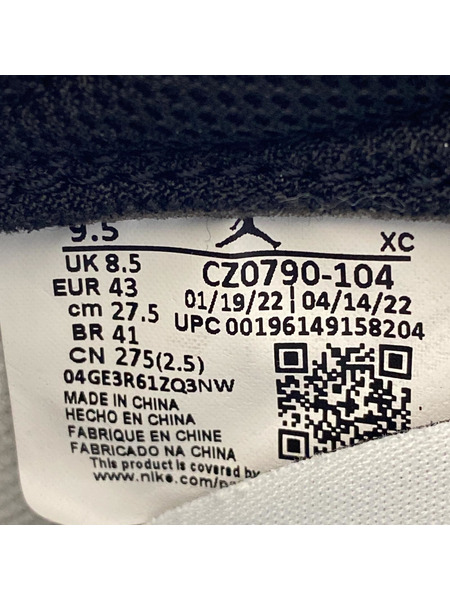 9.5
XC
UK 8.5
CZ0790-104
EUR 43
01/19/22 | 04/14/22
cm 27.5
UPC 00196149158204
BR 41
CN 275(2.5)
04GE3R61ZQ3NW
MADE IN CHINA
HECHO EN CHINA
FABRIQUE EN CHINE
FABRICADO NA CHINA
This product is covered by
www.nike.com/pa